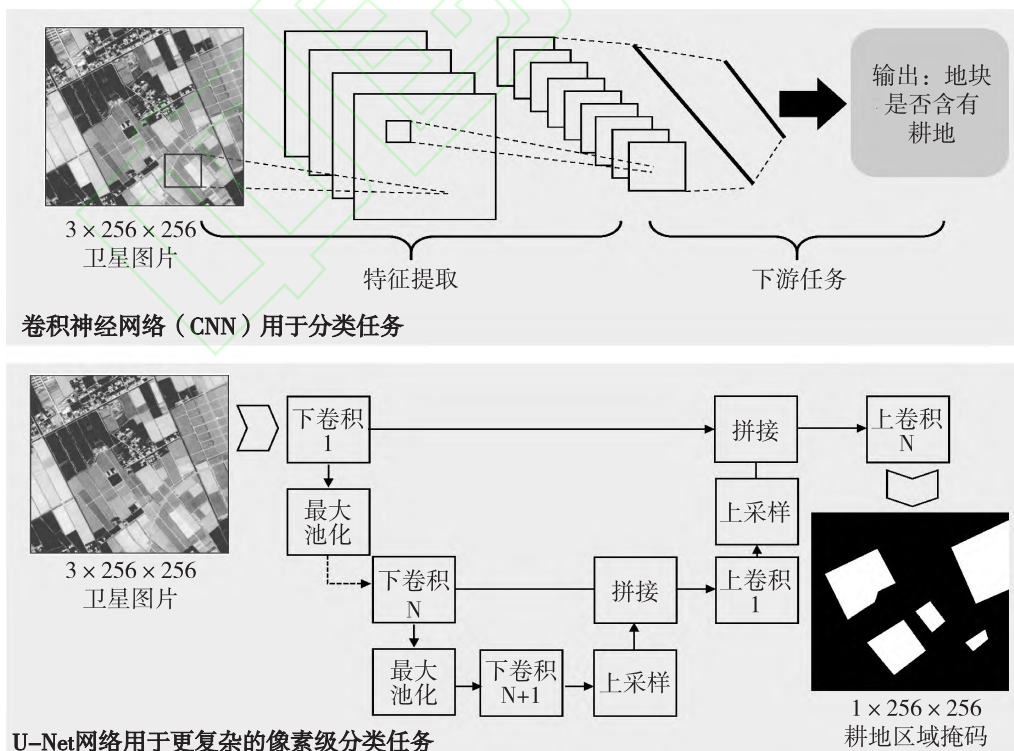 输出：地块
是否含有
耕地
3 × 256 × 256
卫星图片
特征提取
下游任务
卷积神经网络（CNN）用于分类任务
下卷积
1
拼接
上卷积
N
最大
池化
上采样
3 × 256 × 256
卫星图片
下卷积
N
拼接
上卷积
1
最大
池化
下卷积
N+1
上采样
1 × 256 × 256
耕地区域掩码
U-Net网络用于更复杂的像素级分类任务